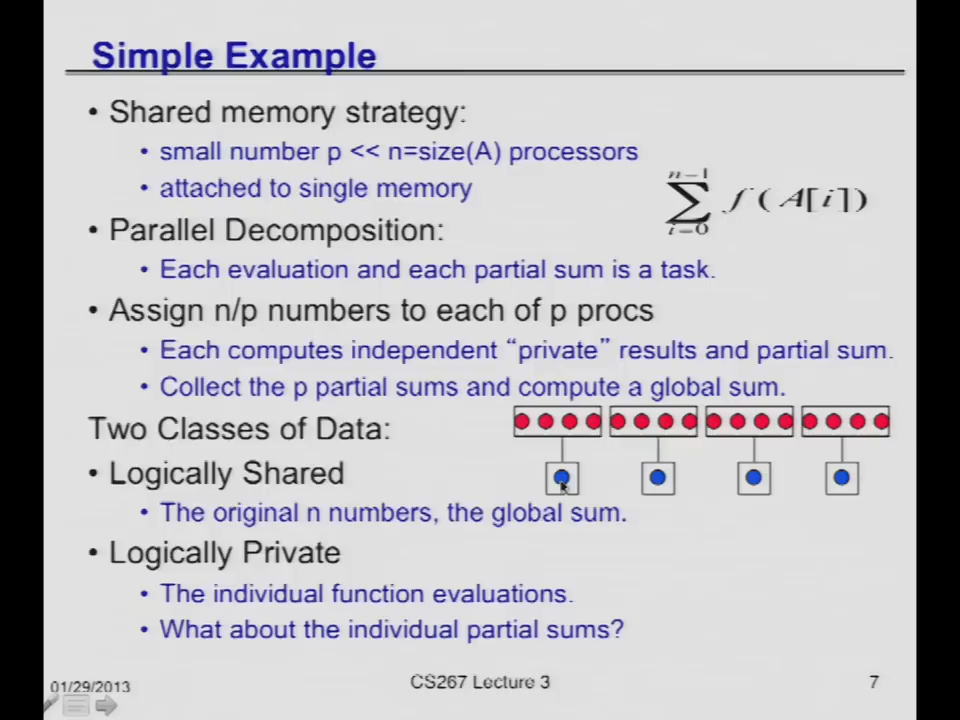 Simple Example
• Shared memory strategy:
• small number p << n=size(A) processors
• attached to single memory
n−1
∑ f ( A[i])
i=0
• Parallel Decomposition:
• Each evaluation and each partial sum is a task.
• Assign n/p numbers to each of p procs
• Each computes independent “private” results and partial sum.
• Collect the p partial sums and compute a global sum.
Two Classes of Data:
• Logically Shared
• The original n numbers, the global sum.
• Logically Private
• The individual function evaluations.
• What about the individual partial sums?
01/29/2013
CS267 Lecture 3
7